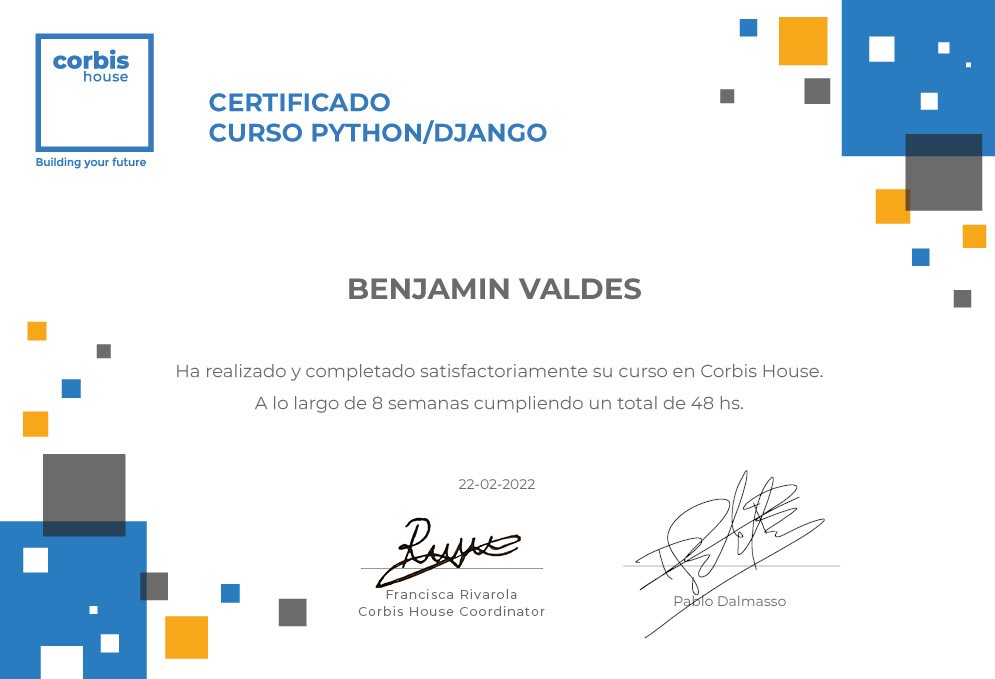 corbis
house
Building your future
CERTIFICADO
CURSO PYTHON/DJANGO
BENJAMIN VALDES
Ha realizado y completado satisfactoriamente su curso en Corbis House.
A lo largo de 8 semanas cumpliendo un total de 48 hs.
22-02-2022
Francisca Rivarola
Corbis House Coordinator
Pablo Dalmasso